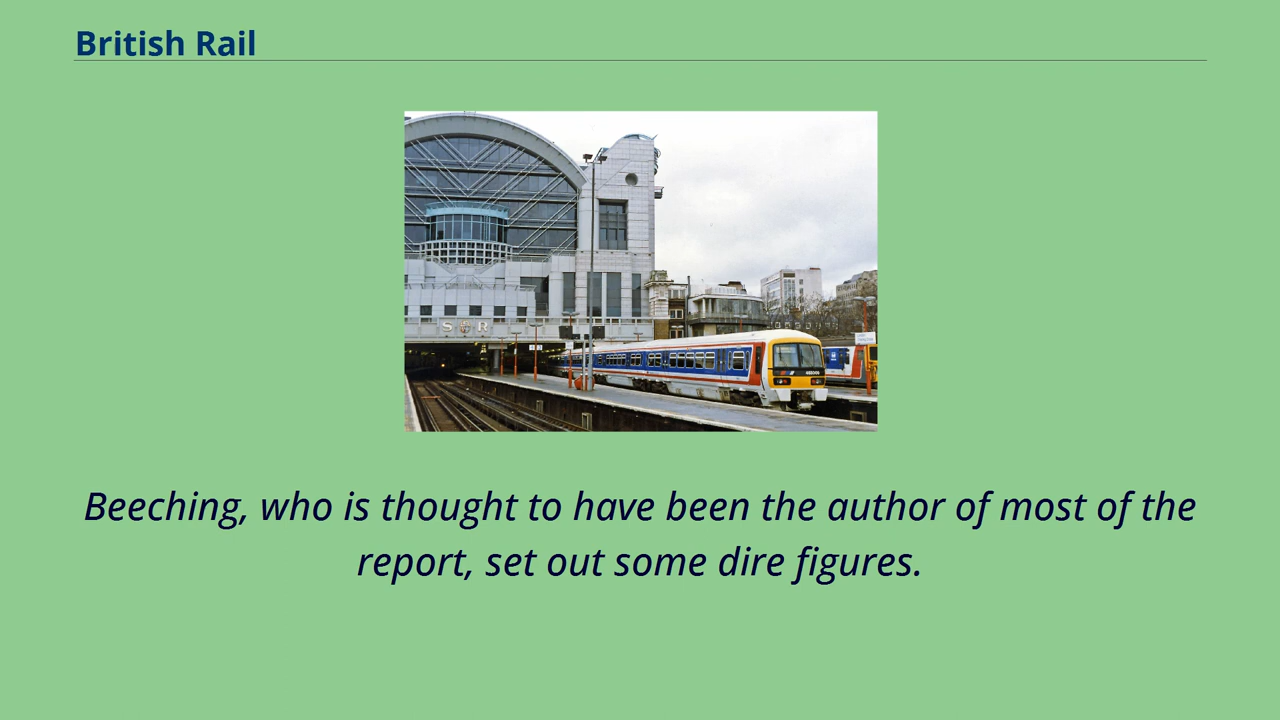 British Rail
S R
Beeching, who is thought to have been the author of most of the
report, set out some dire figures.